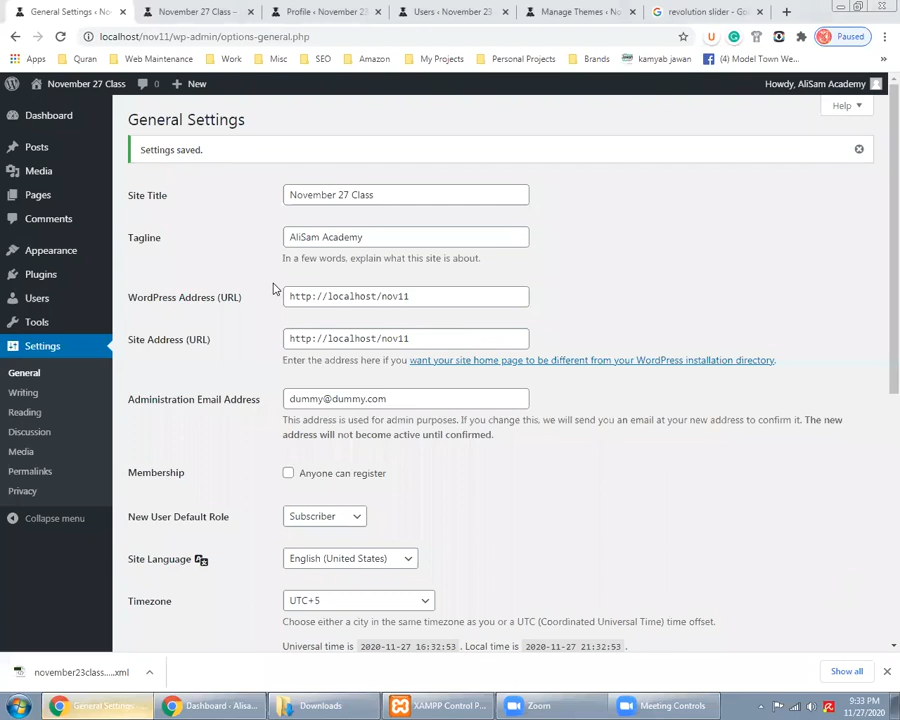 General Settings ‹ No
November 27 Class –
Profile ‹ November 23
Users ‹ November 23
Manage Themes ‹ No
revolution slider - Go
localhost/nov11/wp-admin/options-general.php
Paused
Apps
Quran
Web Maintenance
Work
Misc
SEO
Amazon
My Projects
Personal Projects
Brands
kamyab jawan
(4) Model Town We...
November 27 Class
0
New
Howdy, AliSam Academy
Dashboard
Posts
Media
Pages
Comments
Appearance
Plugins
Users
Tools
Settings
General
Writing
Reading
Discussion
Media
Permalinks
Privacy
Collapse menu
Help
General Settings
Settings saved.
Site Title
November 27 Class
Tagline
AliSam Academy
In a few words, explain what this site is about.
WordPress Address (URL)
http://localhost/nov11
Site Address (URL)
http://localhost/nov11
Enter the address here if you want your site home page to be different from your WordPress installation directory.
Administration Email Address
dummy@dummy.com
This address is used for admin purposes. If you change this, we will send you an email at your new address to confirm it. The new
address will not become active until confirmed.
Membership
Anyone can register
New User Default Role
Subscriber
Site Language
English (United States)
Timezone
UTC+5
Choose either a city in the same timezone as you or a UTC (Coordinated Universal Time) time offset.
Universal time is 2020-11-27 16:32:53 . Local time is 2020-11-27 21:32:53 .
november23class.....xml
Show all
General Settings ...
Dashboard ‹ Alisa...
Downloads
XAMPP Control P...
Zoom
Meeting Controls
9:33 PM
11/27/2020